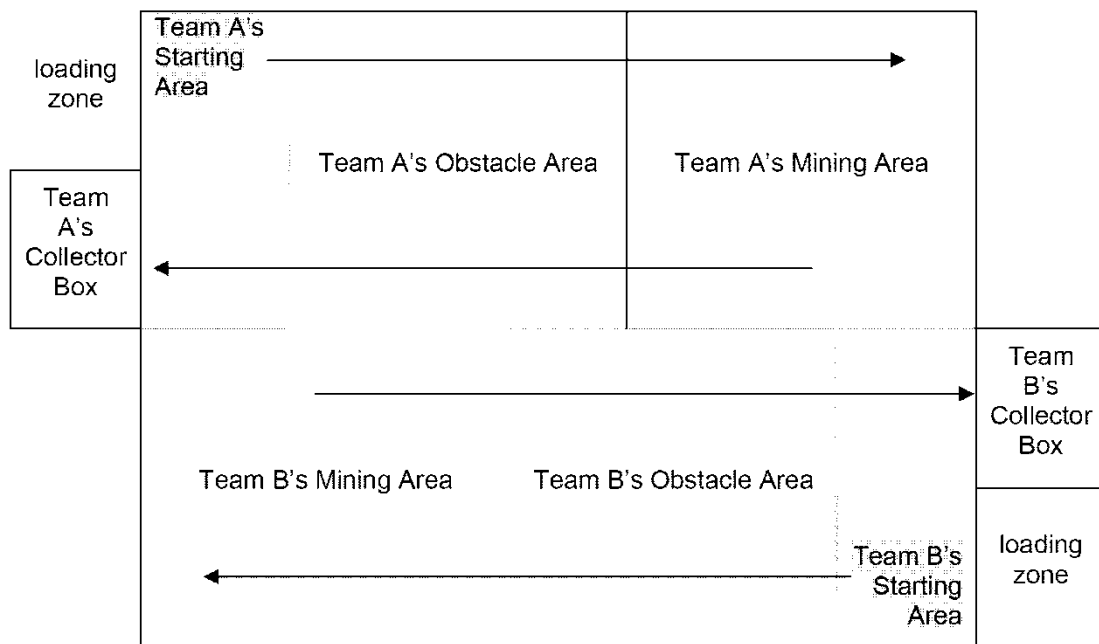 Team A's
Starting
Area
loading
zone
Team A's Obstacle Area
Team A's Mining Area
Team
A's
Collector
Box
Team
B's
Collector
Box
Team B's Mining Area
Team B's Obstacle Area
Team B's
Starting
Area
loading
zone